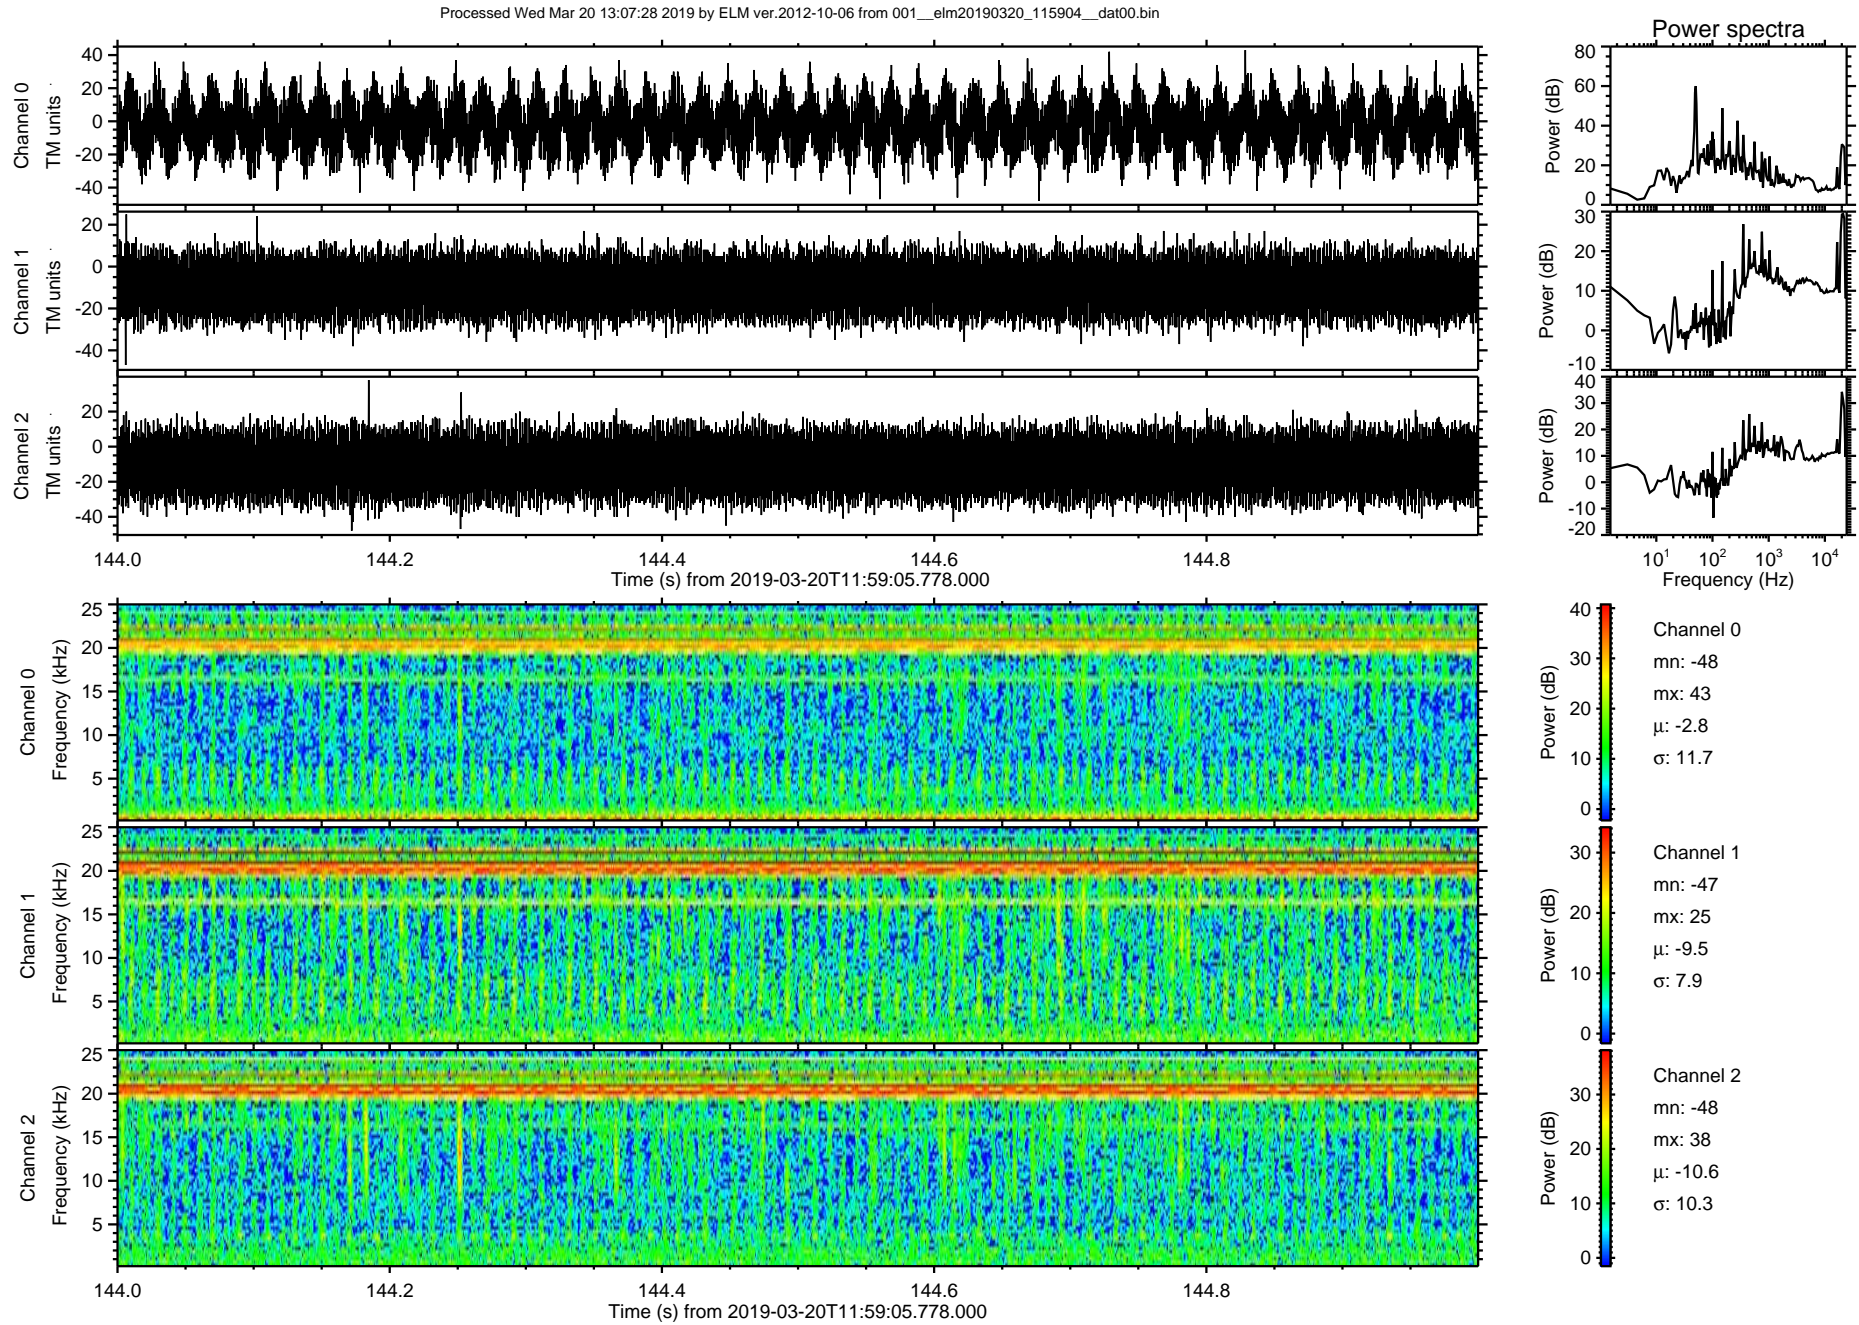 Processed Wed Mar 20 13:07:28 2019 by ELM ver.2012-10-06 from 001__elm20190320_115904__dat00.bin
Power spectra
Channel 0
TM units
40
20
0
-20
-40
Power (dB)
80
60
40
20
0
Channel 1
TM units
20
0
-20
-40
Power (dB)
30
20
10
0
-10
Channel 2
TM units
20
0
-20
-40
Power (dB)
40
30
20
10
0
-10
-20
144.0 144.2 144.4 144.6 144.8
Time (s) from 2019-03-20T11:59:05.778.000
10^1 10^2 10^3 10^4
Frequency (Hz)
Channel 0
Frequency (kHz)
25
20
15
10
5
Power (dB)
40
30
20
10
0
Channel 0
mn: -48
mx: 43
μ: -2.8
σ: 11.7
Channel 1
Frequency (kHz)
25
20
15
10
5
Power (dB)
30
20
10
0
Channel 1
mn: -47
mx: 25
μ: -9.5
σ: 7.9
Channel 2
Frequency (kHz)
25
20
15
10
5
Power (dB)
30
20
10
0
Channel 2
mn: -48
mx: 38
μ: -10.6
σ: 10.3
144.0 144.2 144.4 144.6 144.8
Time (s) from 2019-03-20T11:59:05.778.000